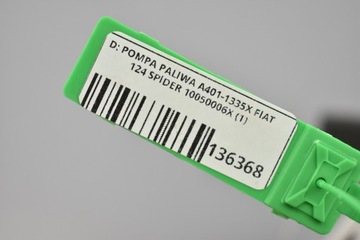 D: POMPA PALIWA A401-1335X FIAT
124 SPIDER 10050006X (1)
136368